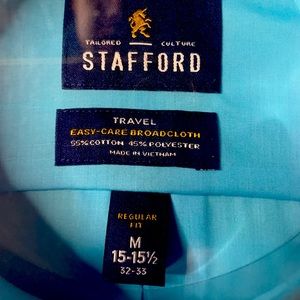 TAILORED CULTURE
STAFFORD
TRAVEL
EASY-CARE BROADCLOTH
55% COTTON 45% POLYESTER
MADE IN VIETNAM
REGULAR
FIT
M
15-15½
32-33